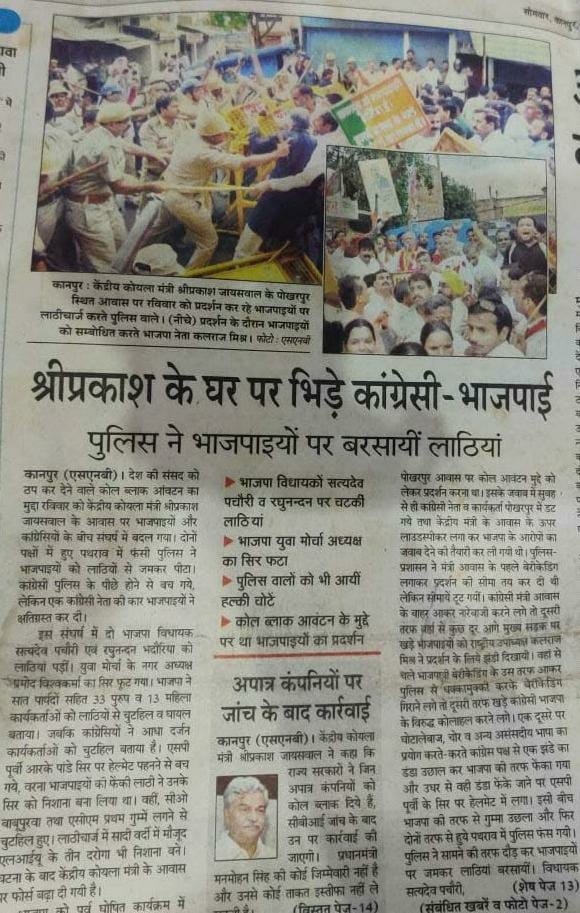 सोमवार, कानपुर,
कानपुर : केंद्रीय कोयला मंत्री श्रीप्रकाश जायसवाल के पोखरपुर
स्थित आवास पर रविवार को प्रदर्शन कर रहे भाजपाइयों पर
लाठीचार्ज करते पुलिस वाले। (नीचे) प्रदर्शन के दौरान भाजपाइयों
को सम्बोधित करते भाजपा नेता कलराज मिश्र। फोटो : एसएनबी
श्रीप्रकाश के घर पर भिड़े कांग्रेसी-भाजपाई
पुलिस ने भाजपाइयों पर बरसायीं लाठियां
कानपुर (एसएनबी)। देश की संसद को
ठप कर देने वाले कोल ब्लाक आंवटन का
मुद्दा रविवार को केंद्रीय कोयला मंत्री श्रीप्रकाश
जायसवाल के आवास पर भाजपाइयों और
कांग्रेसियों के बीच संघर्ष में बदल गया। दोनों
पक्षों में हुए पथराव में फंसी पुलिस ने
भाजपाइयों को लाठियों से जमकर पीटा।
कांग्रेसी पुलिस के पीछे होने से बच गये,
लेकिन एक कांग्रेसी नेता की कार भाजपाइयों ने
क्षतिग्रस्त कर दी।
इस संघर्ष में दो भाजपा विधायक
सत्यदेव पचौरी एवं रघुनन्दन भदौरिया को
लाठियां पड़ीं। युवा मोर्चा के नगर अध्यक्ष
प्रमोद विश्वकर्मा का सिर फूट गया। भाजपा ने
सात पार्षदों सहित 33 पुरुष व 13 महिला
कार्यकर्ताओं को लाठियों से चुटहिल व घायल
बताया। जबकि कांग्रेसियों ने आधा दर्जन
कार्यकर्ताओं को चुटहिल बताया है। एसपी
पूर्वी आरके पांडे सिर पर हेल्मेट पहनने से बच
गये, वरना भाजपाइयों की फेंकी लाठी ने उनके
सिर को निशाना बना लिया था। वहीं, सीओ
बाबूपुरवा तथा एसओएम प्रथम गुम्में लगने से
चुटहिल हुए। लाठीचार्ज में सादी वर्दी में मौजूद
एलआईयू के तीन दरोगा भी निशाना बने।
घटना के बाद केंद्रीय कोयला मंत्री के आवास
पर फोर्स बढ़ा दी गयी है।
भाजपा को पूर्व घोषित कार्यक्रम में
▶ भाजपा विधायकों सत्यदेव
पचौरी व रघुनन्दन पर चटकी
लाठियां
▶ भाजपा युवा मोर्चा अध्यक्ष
का सिर फटा
▶ पुलिस वालों को भी आयीं
हल्की चोटें
▶ कोल ब्लाक आवंटन के मुद्दे
पर था भाजपाइयों का प्रदर्शन
अपात्र कंपनियों पर
जांच के बाद कार्रवाई
कानपुर (एसएनबी)। केंद्रीय कोयला
मंत्री श्रीप्रकाश जायसवाल ने कहा कि
राज्य सरकारों ने जिन
अपात्र कंपनियों को
कोल ब्लाक दिये हैं,
सीबीआई जांच के बाद
उन पर कार्रवाई की
जाएगी। प्रधानमंत्री
मनमोहन सिंह की कोई जिम्मेवारी नहीं है
और उनसे कोई ताकत इस्तीफा नहीं ले
(विस्तृत पेज-14)
पोखरपुर आवास पर कोल आवंटन मुद्दे को
लेकर प्रदर्शन करना था। इसके जवाब में सुबह
से ही कांग्रेसी नेता व कार्यकर्ता पोखरपुर में डट
गये तथा केंद्रीय मंत्री के आवास के ऊपर
लाउडस्पीकर लगा कर भाजपा के आरोपों का
जवाब देने की तैयारी कर ली गयी थी। पुलिस-
प्रशासन ने मंत्री आवास के पहले बेरीकेडिंग
लगाकर प्रदर्शन की सीमा तय कर दी थी
लेकिन सीमायें टूट गयीं। कांग्रेसी मंत्री आवास
के बाहर आकर नारेबाजी करने लगे तो दूसरी
तरफ वहां से कुछ दूर आगे मुख्य सड़क पर
खड़े भाजपाइयों को राष्ट्रीय उपाध्यक्ष कलराज
मिश्र ने प्रदर्शन के लिये झंडी दिखायी। वहां से
चले भाजपाई बेरीकेडिंग के उस तरफ आकर
पुलिस से धक्कामुक्की करके बेरीकेडिंग
गिराने लगे तो दूसरी तरफ खड़े कांग्रेसी भाजपा
के विरुद्ध कोलाहल करने लगे। एक दूसरे पर
घोटालेबाज, चोर व अन्य असंसदीय भाषा का
प्रयोग करते-करते कांग्रेस पक्ष से एक झंडे का
डंडा उछाल कर भाजपा की तरफ फेंका गया
और उधर से वही डंडा फेंके जाने पर एसपी
पूर्वी के सिर पर हेलमेट में लगा। इसी बीच
भाजपा की तरफ से गुम्मा उछला और फिर
दोनों तरफ से हुये पथराव में पुलिस फंस गयी।
पुलिस ने सामने की तरफ दौड़ कर भाजपाइयों
पर जमकर लाठियां बरसायीं। विधायक
सत्यदेव पचौरी, (शेष पेज 13)
(संबंधित खबरें व फोटो पेज-2)